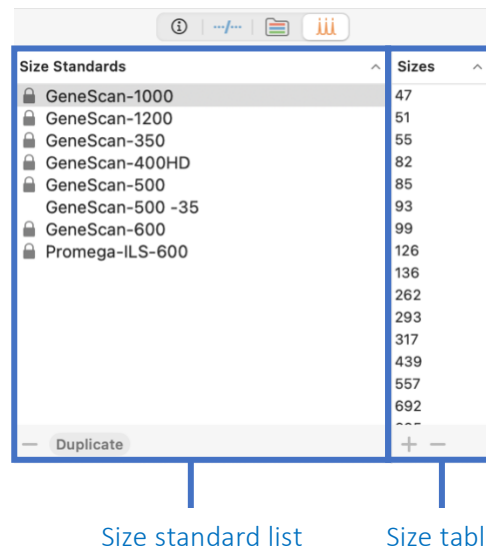 Size Standards
Sizes
GeneScan-1000
GeneScan-1200
GeneScan-350
GeneScan-400HD
GeneScan-500
GeneScan-500 -35
GeneScan-600
Promega-ILS-600
47
51
55
82
85
93
99
126
136
262
293
317
439
557
692
Duplicate
Size standard list
Size tabl